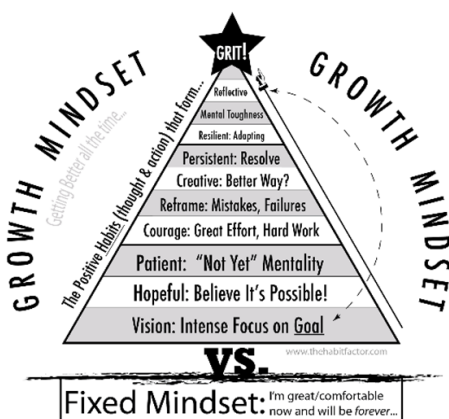 GRIT!
GROWTH MINDSET
GROWTH MINDSET
Getting Better all the time...
The Positive Habits (thought & action) that form...
Reflective
Mental Toughness
Resilient: Adapting
Persistent: Resolve
Creative: Better Way?
Reframe: Mistakes, Failures
Courage: Great Effort, Hard Work
Patient: "Not Yet" Mentality
Hopeful: Believe It's Possible!
Vision: Intense Focus on Goal
www.thehabitfactor.com
VS.
Fixed Mindset: I'm great/comfortable
now and will be forever...